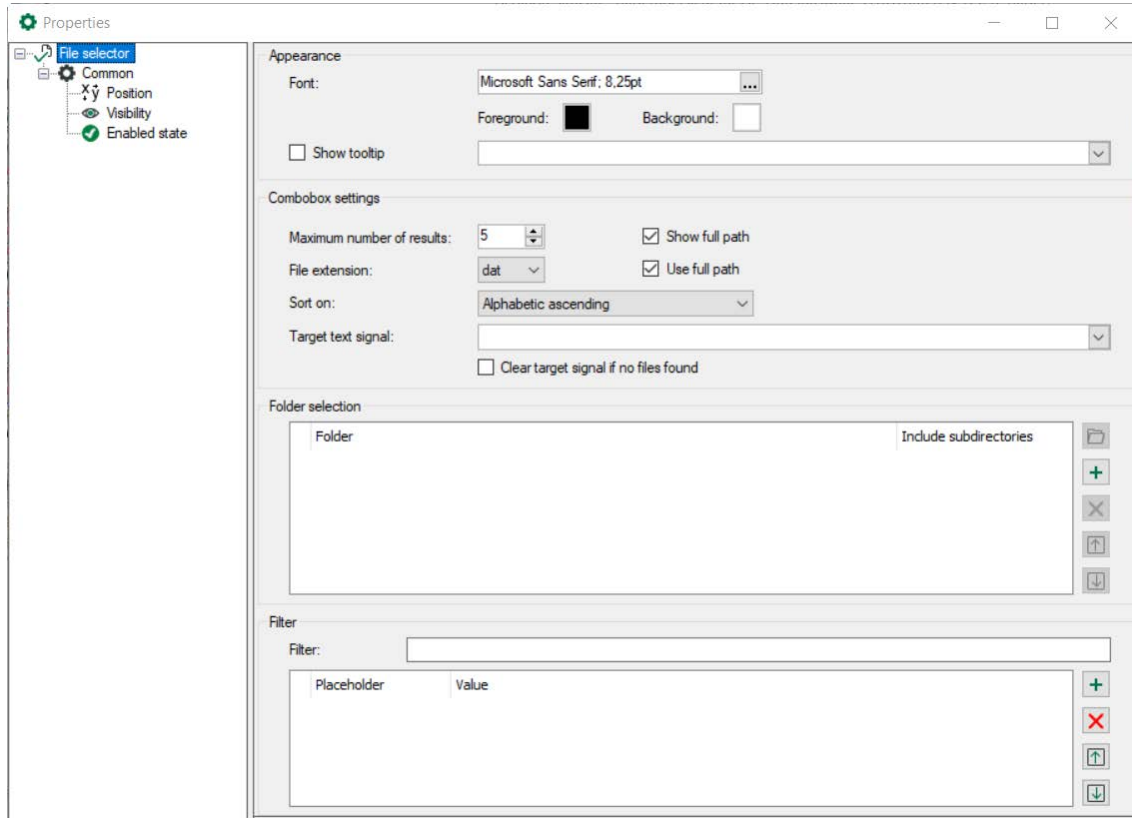 Properties
File selector
Common
Position
Visibility
Enabled state
Appearance
Font: Microsoft Sans Serif; 8,25pt ...
Foreground: Background:
Show tooltip
Combobox settings
Maximum number of results: 5 Show full path
File extension: dat Use full path
Sort on: Alphabetic ascending
Target text signal:
Clear target signal if no files found
Folder selection
Folder Include subdirectories
Filter
Filter:
Placeholder Value